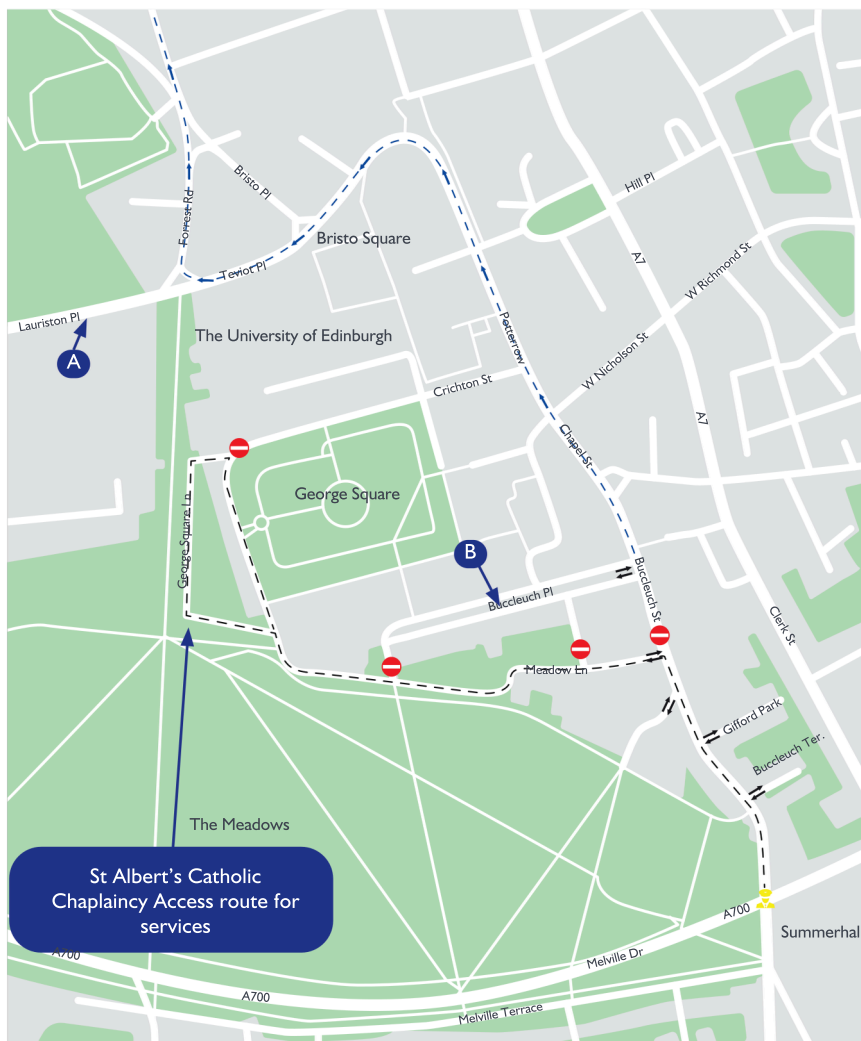 Bristo Pl
Hill Pl
Forrest Rd
Bristo Square
A7
Teviot Pl
W Richmond St
Lauriston Pl
The University of Edinburgh
Potterrow
W Nicholson St
A
Crichton St
A7
Chapel St
George Square
George Square Ln
B
Buccleuch Pl
Buccleuch St
Clerk St
Meadow Ln
Gifford Park
Buccleuch Ter.
The Meadows
St Albert's Catholic
Chaplaincy Access route for
services
A700
Summerhal
A700
Melville Dr
A700
Melville Terrace